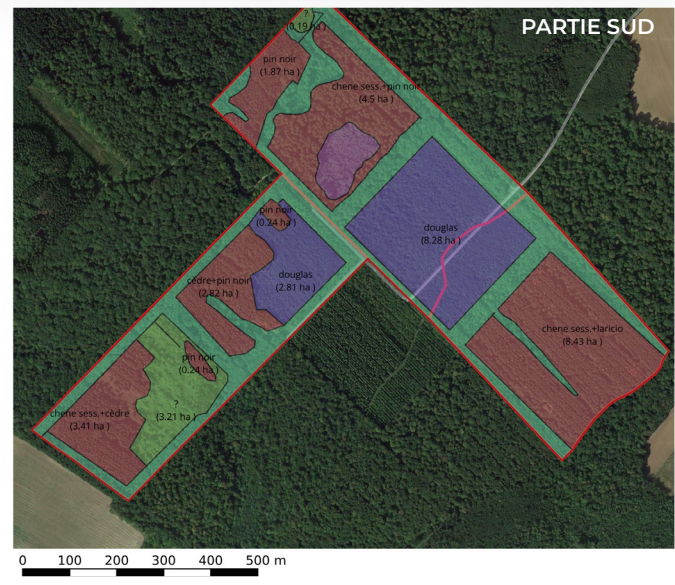 PARTIE SUD
?
(0.19 ha )
pin noir
(1.87 ha )
chene sess.+pin noir
(4.5 ha )
pin noir
(0.24 ha )
douglas
(8.28 ha )
cèdre+pin noir
(2.82 ha )
douglas
(2.81 ha )
chene sess.+laricio
(8.43 ha )
pin noir
(0.24 ha )
?
(3.21 ha )
chene sess.+cèdre
(3.41 ha )
0 100 200 300 400 500 m